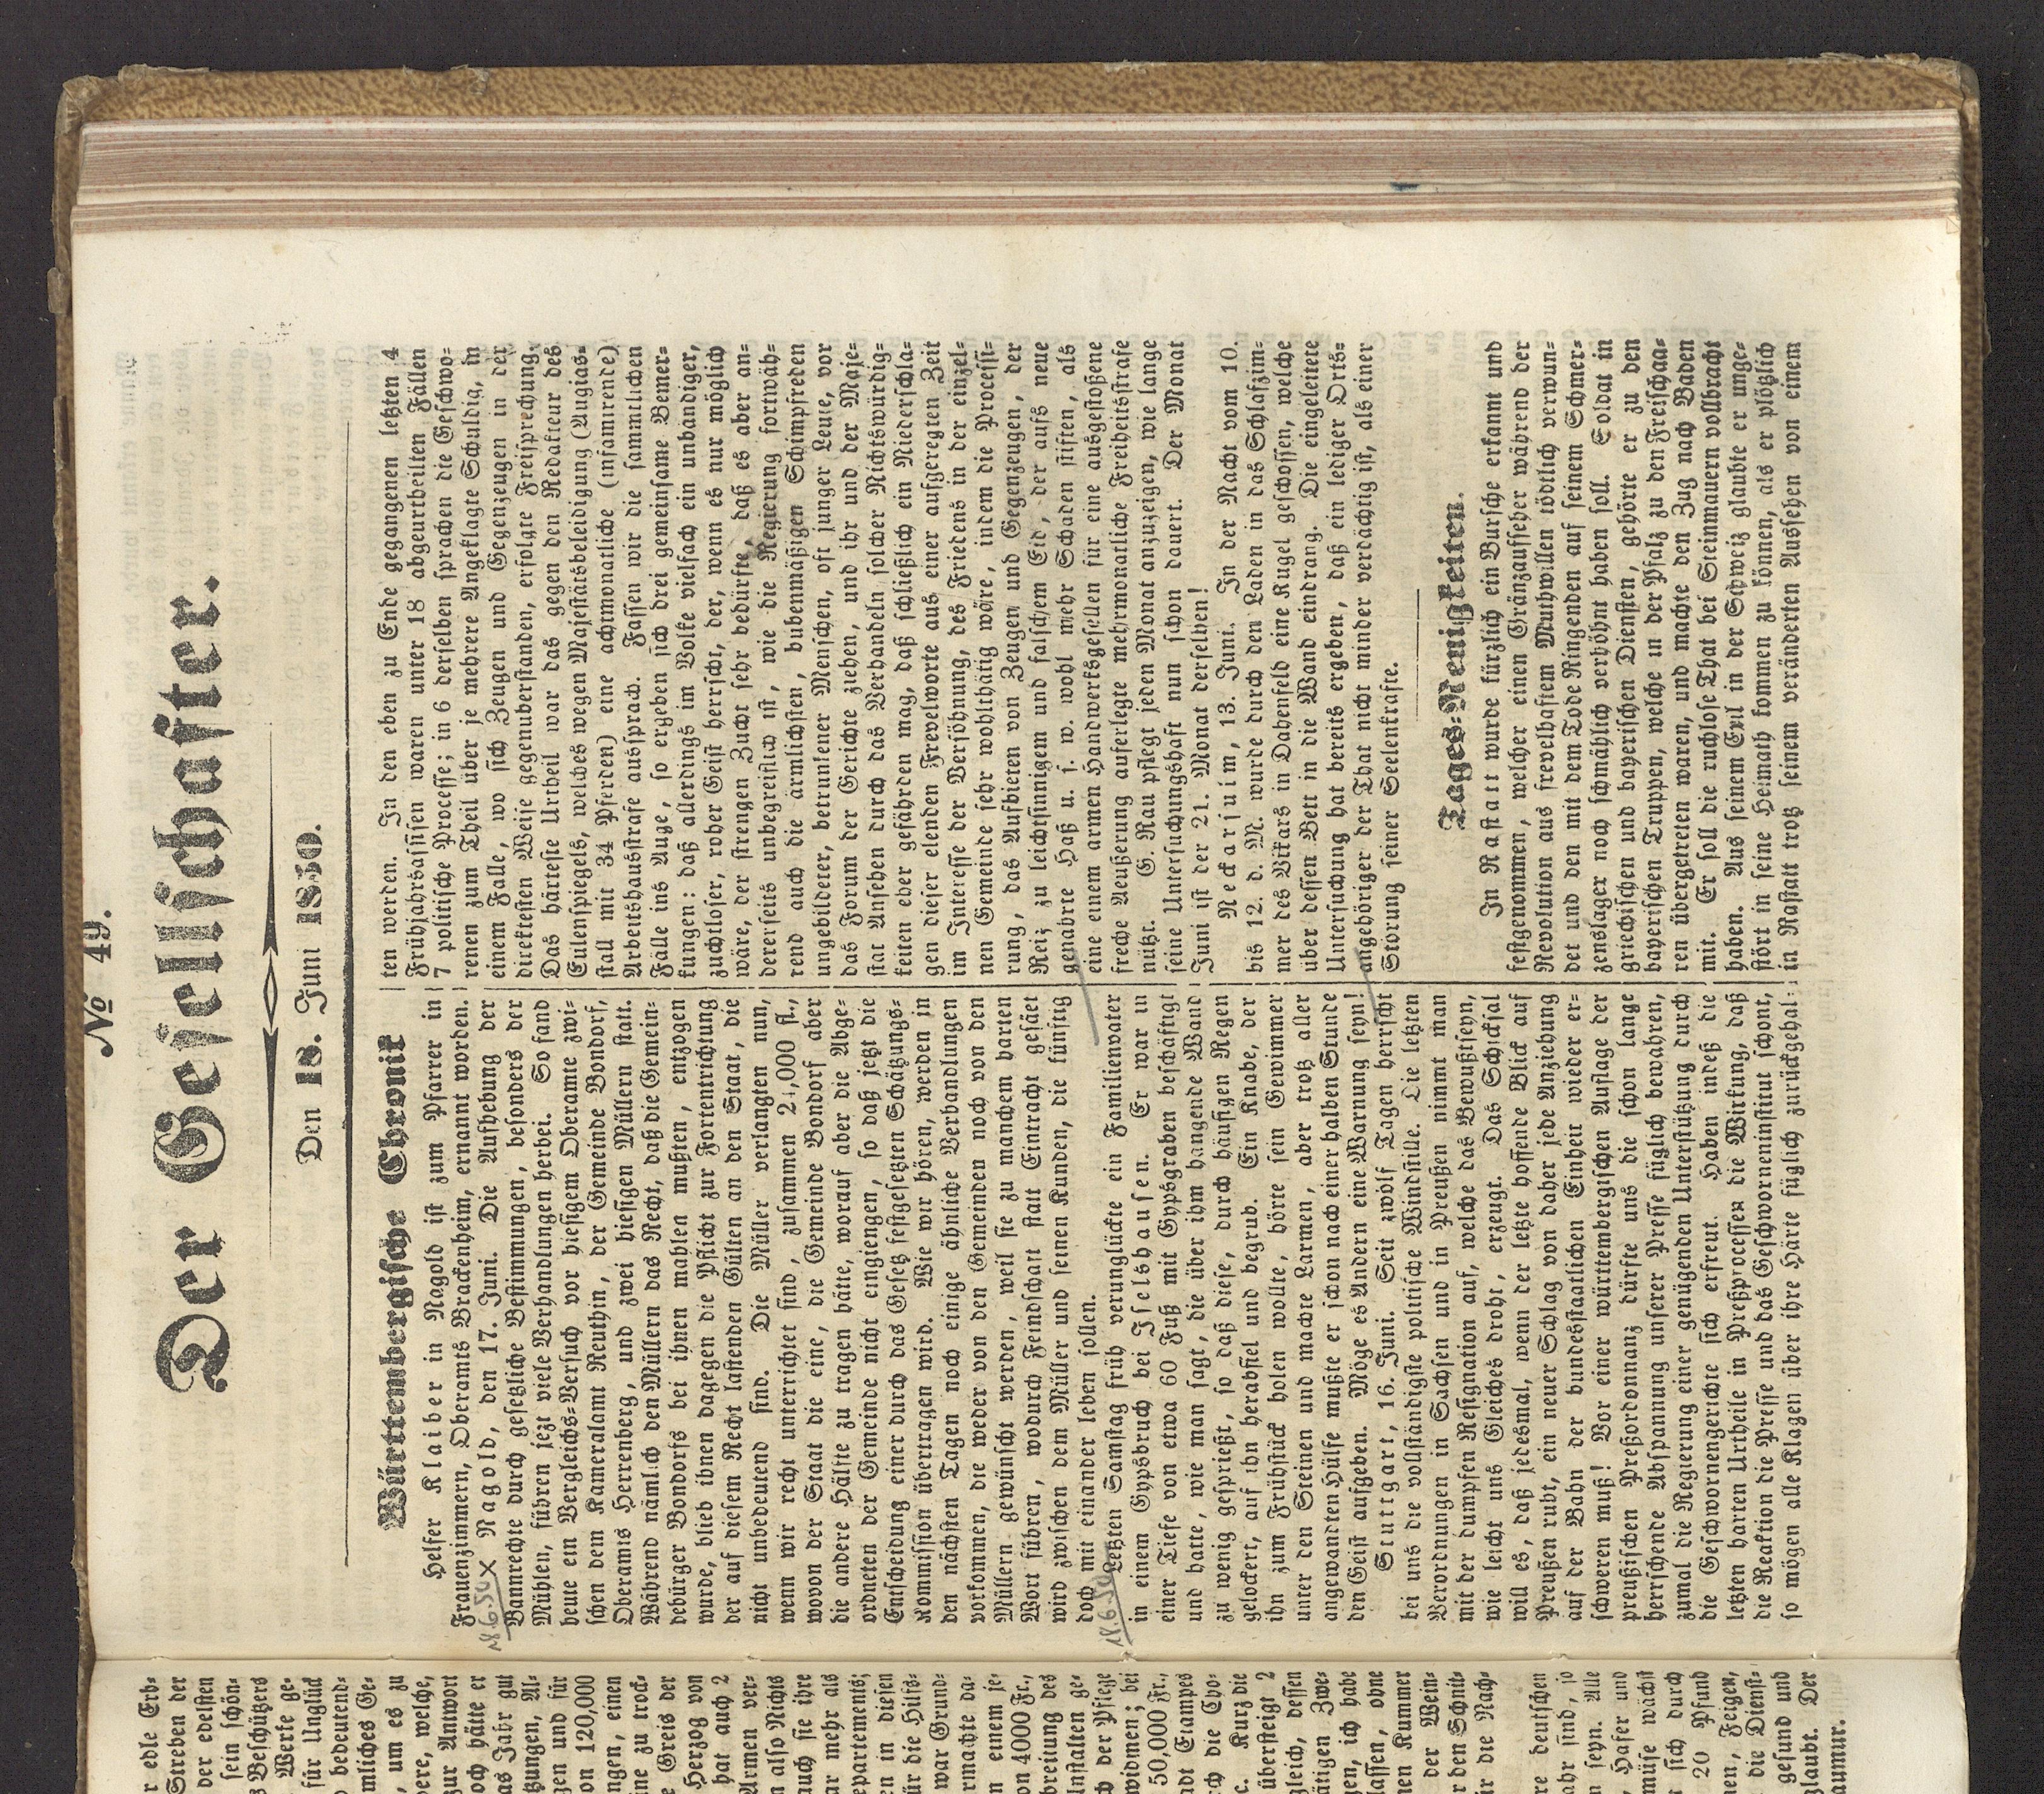 № 49.
Der Gesellschafter.
Den 18. Juni 1850.
Württembergische Chronik
Helfer Klaiber in Nagold ist zum Pfarrer in
Frauenzimmern, Oberamts Brackenheim, ernannt worden.
18.6.50 × Nagold, den 17. Juni. Die Aufhebung der
Bannrechte durch gesetzliche Bestimmungen, besonders der
Mühlen, führen jezt viele Verhandlungen herbei. So fand
heute ein Vergleichs-Versuch vor hiesigem Oberamte zwi-
schen dem Kameralamt Reuthin, der Gemeinde Bondorf,
Oberamts Herrenberg, und zwei hiesigen Müllern statt.
Während nämlich den Müllern das Recht, daß die Gemein-
debürger Bondorfs bei ihnen mahlen mußten, entzogen
wurde, blieb ihnen dagegen die Pflicht zur Fortentrichtung
der auf diesem Recht lastenden Gülten an den Staat, die
nicht unbedeutend sind. Die Müller verlangten nun,
wenn wir recht unterrichtet sind, zusammen 24,000 fl.,
wovon der Staat die eine, die Gemeinde Bondorf aber
die andere Hälfte zu tragen hätte, worauf aber die Abge-
ordneten der Gemeinde nicht eingiengen, so daß jetzt die
Entscheidung einer durch das Gesetz festgesetzten Schatzungs-
Kommission übertragen wird. Wie wir hören, werden in
den nächsten Tagen noch einige ähnliche Verhandlungen
vorkommen, die weder von den Gemeinden noch von den
Müllern gewünscht werden, weil sie zu manchem harten
Wort führen, wodurch Feindschaft statt Eintracht gesäet
wird zwischen dem Müller und seinen Kunden, die künftig
doch mit einander leben sollen.
18.6.50 Letzten Samstag früh verunglückte ein Familienvater
in einem Gypsbruch bei Iselshausen. Er war in
einer Tiefe von etwa 60 Fuß mit Gypsgraben beschäftigt
und hatte, wie man sagt, die über ihm hangende Wand
zu wenig gesprießt, so daß diese, durch häufigen Regen
gelockert, auf ihn herabfiel und begrub. Ein Knabe, der
ihn zum Frühstück holen wollte, hörte sein Gewimmer
unter den Steinen und machte Lärmen, aber trotz aller
angewandten Hülfe mußte er schon nach einer halben Stunde
den Geist aufgeben. Möge es Andern eine Warnung seyn!
Stuttgart, 16. Juni. Seit zwölf Tagen herrscht
bei uns die vollständigste politische Windstille. Die letzten
Verordnungen in Sachsen und in Preußen nimmt man
mit der dumpfen Resignation auf, welche das Bewußtseyn,
wie leicht uns Gleiches droht, erzeugt. Das Schicksal
will es, daß jedesmal, wenn der letzte hoffende Blick auf
Preußen ruht, ein neuer Schlag von daher jede Anziehung
auf der Bahn der bundesstaatlichen Einheit wieder er-
schweren muß! Vor einer württembergischen Auflage der
preußischen Preßordonnanz dürfte uns die schon lange
herrschende Abspannung unserer Presse füglich bewahren,
zumal die Regierung einer genügenden Unterstützung durch
die Geschwornengerichte sich erfreut. Haben indeß die
letzten harten Urtheile in Preßprocessen die Wirkung, daß
die Reaktion die Presse und das Geschworneninstitut schont,
so mögen alle Klagen über ihre Härte füglich zurückgehal-
ten werden. In den eben zu Ende gegangenen letzten 4
Frühjahrsassisen waren unter 18 abgeurtheilten Fällen
7 politische Processe; in 6 derselben sprachen die Geschwo-
renen zum Theil über je mehrere Angeklagte Schuldig, in
einem Falle, wo sich Zeugen und Gegenzeugen in der
direktesten Weise gegenüberstanden, erfolgte Freisprechung.
Das härteste Urtheil war das gegen den Redakteur des
Eulenspiegels, welches wegen Majestätsbeleidigung (Augias-
stall mit 34 Pferden) eine achtmonatliche (infamirende)
Arbeitshausstrafe aussprach. Fassen wir die sämmtlichen
Fälle ins Auge, so ergeben sich drei gemeinsame Bemer-
kungen: daß allerdings im Volke vielfach ein unbändiger,
zuchtloser, roher Geist herrscht, der, wenn es nur möglich
wäre, der strengen Zucht sehr bedürfte, daß es aber an-
dererseits unbegreiflich ist, wie die Regierung fortwäh-
rend auch die ärmlichsten, bubenmäßigen Schimpfreden
ungebildeter, betrunkener Menschen, oft junger Leute, vor
das Forum der Gerichte ziehen, und ihr und der Maje-
stät Ansehen durch das Verhandeln solcher Nichtswürdig-
keiten eher gefährden mag, daß schließlich ein Niederschla-
gen dieser elenden Frevelworte aus einer aufgeregten Zeit
im Interesse der Versöhnung, des Friedens in der einzel-
nen Gemeinde sehr wohlthätig wäre, indem die Processi-
rung, das Aufbieten von Zeugen und Gegenzeugen, der
Reiz zu leichtsinnigem und falschem Eid, der aufs neue
genährte Haß u. s. w. wohl mehr Schaden stiften, als
eine einem armen Handwerksgesellen für eine ausgestoßene
freche Aeußerung auferlegte mehrmonatliche Freiheitsstrafe
nützt. G. Rau pflegt jeden Monat anzuzeigen, wie lange
seine Untersuchungshaft nun schon dauert. Der Monat
Juni ist der 21. Monat derselben!
Neckarsulm, 13. Juni. In der Nacht vom 10.
bis 12. d. M. wurde durch den Laden in das Schlafzim-
mer des Vikars in Dahenfeld eine Kugel geschossen, welche
über dessen Bett in die Wand eindrang. Die eingeleitete
Untersuchung hat bereits ergeben, daß ein lediger Orts-
angehöriger der That nicht minder verdächtig ist, als einer
Störung seiner Seelenkrafte.
Tages-Neuigkeiten.
In Rastatt wurde kürzlich ein Bursche erkannt und
festgenommen, welcher einen Gränzaufseher während der
Revolution aus frevelhaftem Muthwillen tödtlich verwun-
det und den mit dem Tode Ringenden auf seinem Schmer-
zenslager noch schmählich verhöhnt haben soll. Soldat in
griechischen und bayerischen Diensten, gehörte er zu den
bayerischen Truppen, welche in der Pfalz zu den Freischaa-
ren übergetreten waren, und machte den Zug nach Baden
mit. Er soll die ruchlose That bei Steinmauern vollbracht
haben. Aus seinem Exil in der Schweiz glaubte er unge-
stört in seine Heimath kommen zu können, als er plötzlich
in Rastatt trotz seinem veränderten Aussehen von einem